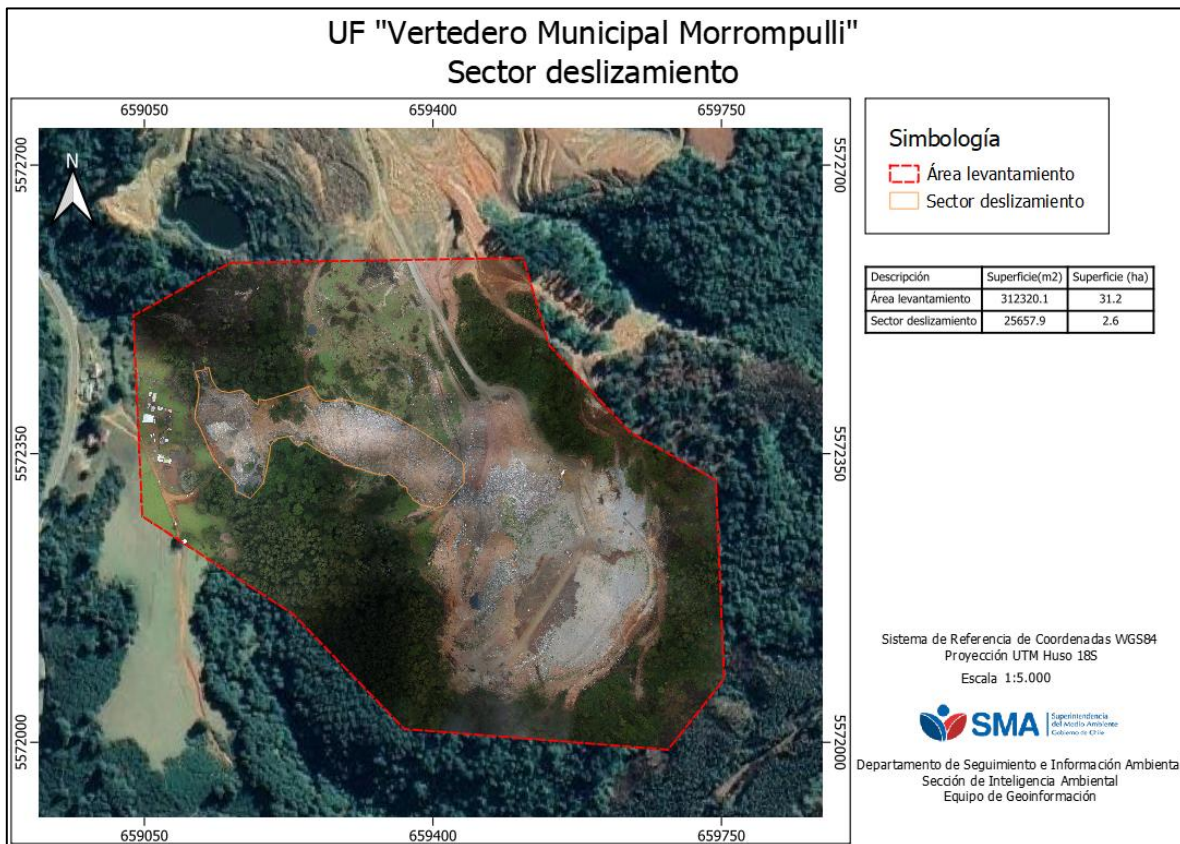 UF "Vertedero Municipal Morrompulli"
Sector deslizamiento
659050 659400 659750
5572700 5572700
N
5572350 5572350
5572000 5572000
659050 659400 659750
Simbología
Área levantamiento
Sector deslizamiento
Descripción Superficie(m2) Superficie (ha)
Área levantamiento 312320.1 31.2
Sector deslizamiento 25657.9 2.6
Sistema de Referencia de Coordenadas WGS84
Proyección UTM Huso 18S
Escala 1:5.000
SMA
Superintendencia
del Medio Ambiente
Gobierno de Chile
Departamento de Seguimiento e Información Ambienta
Sección de Inteligencia Ambiental
Equipo de Geoinformación